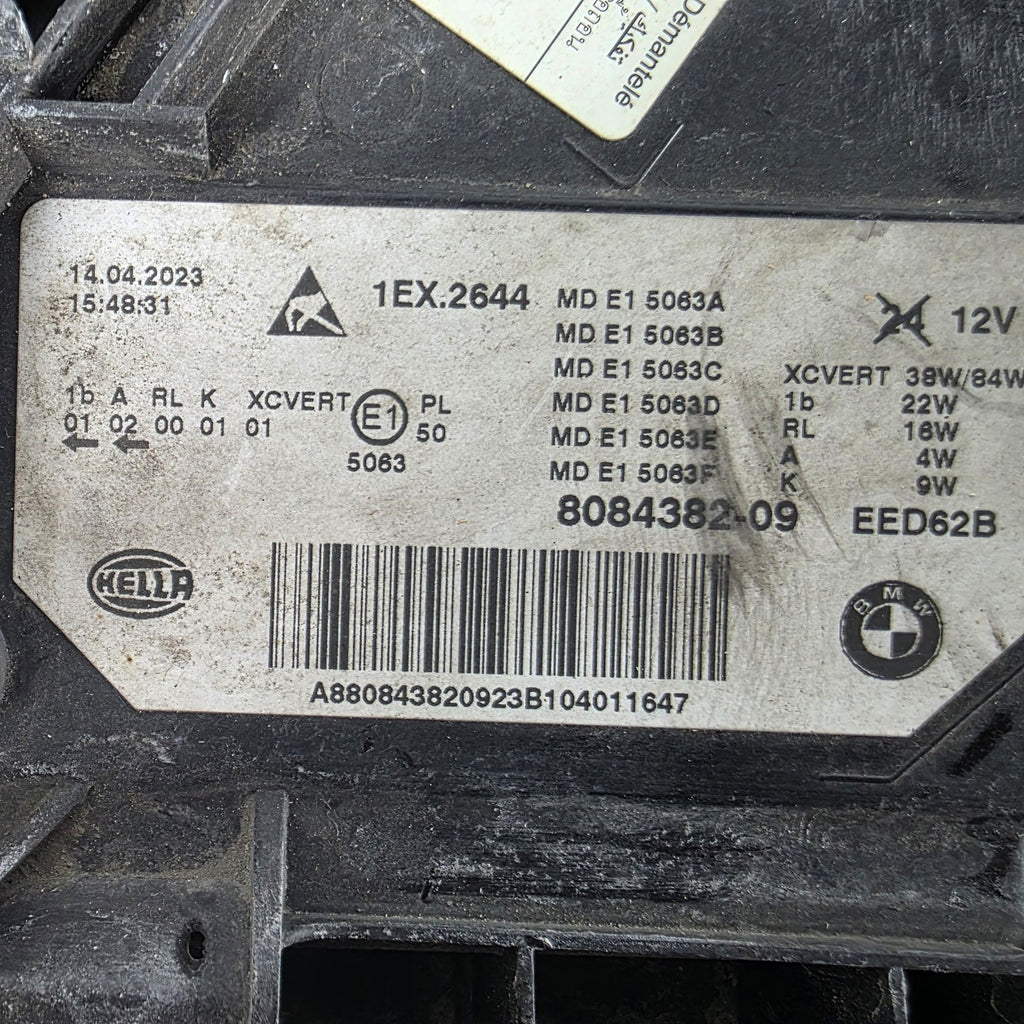 Démantelé
14.04.2023
15:48:31
1EX.2644
MD E1 5063A
MD E1 5063B
MD E1 5063C
MD E1 5063D
MD E1 5063E
MD E1 5063F
24 12V
1b A RL K XCVERT
01 02 00 01 01
E1
PL
50
5063
XCVERT 38W/84W
1b 22W
RL 16W
A 4W
K 9W
8084382-09
EED62B
HELLA
BMW
A880843820923B104011647